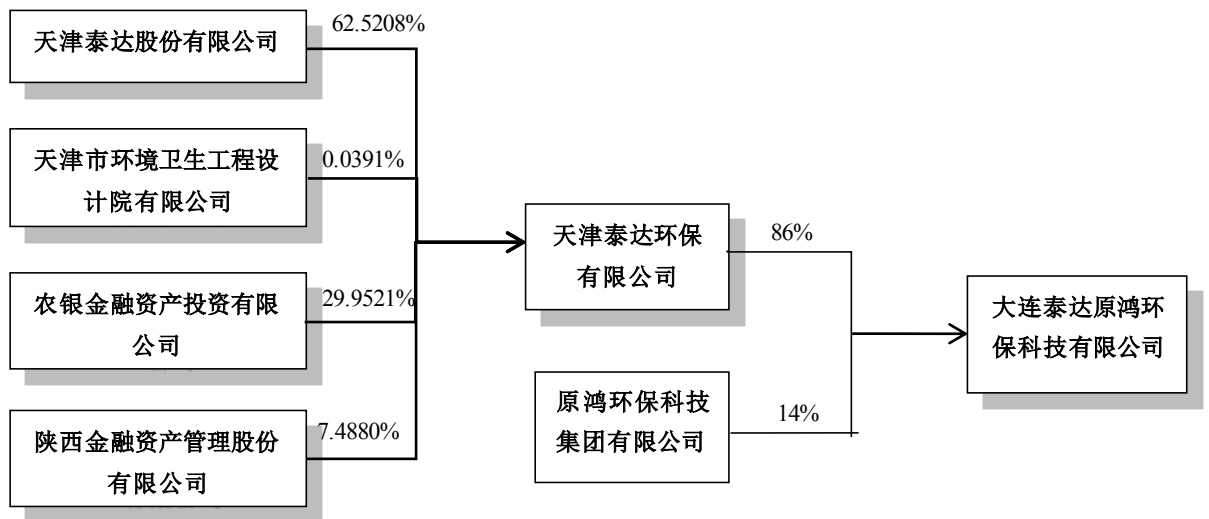 天津泰达股份有限公司
62.5208%
天津市环境卫生工程设
计院有限公司
0.0391%
农银金融资产投资有限
公司
29.9521%
陕西金融资产管理股份
有限公司
7.4880%
天津泰达环保
有限公司
86%
原鸿环保科技
集团有限公司
14%
大连泰达原鸿环
保科技有限公司